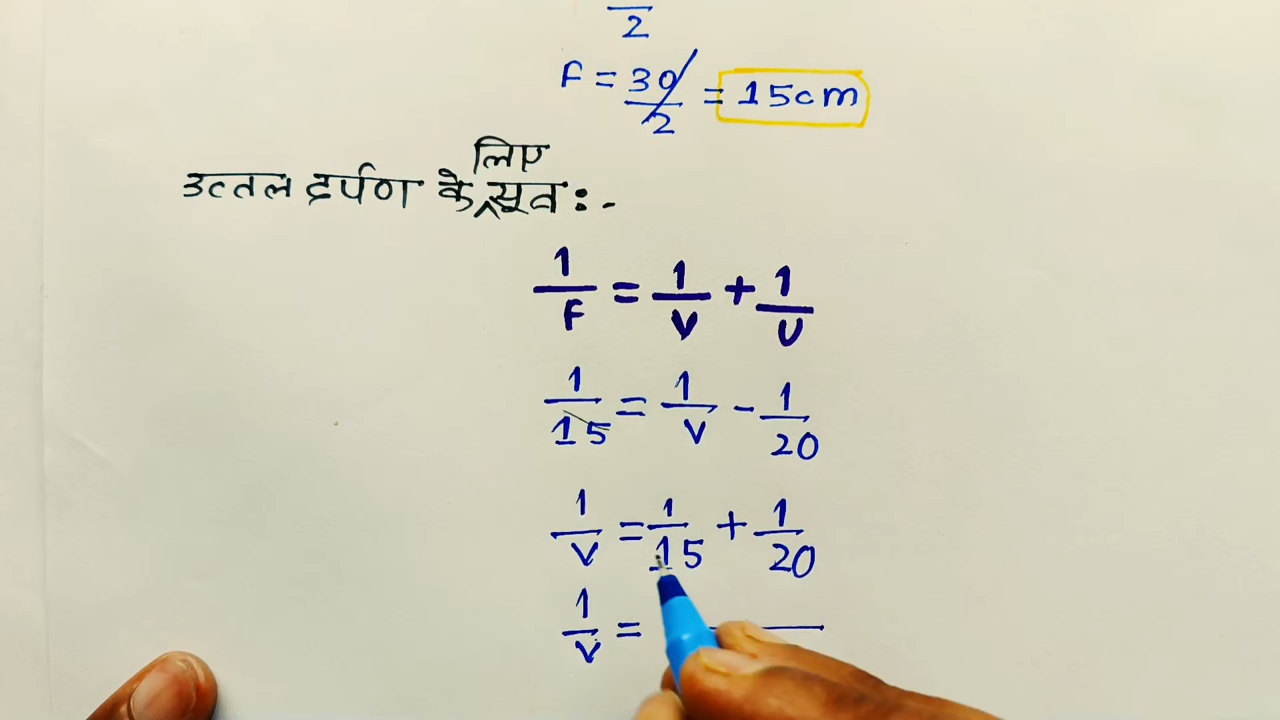 2
F = 30/2 = 15cm
लिए
उत्तल दर्पण के ^ सूत्र :-
1/F = 1/V + 1/U
1/15 = 1/V - 1/20
1/V = 1/15 + 1/20
1/V =